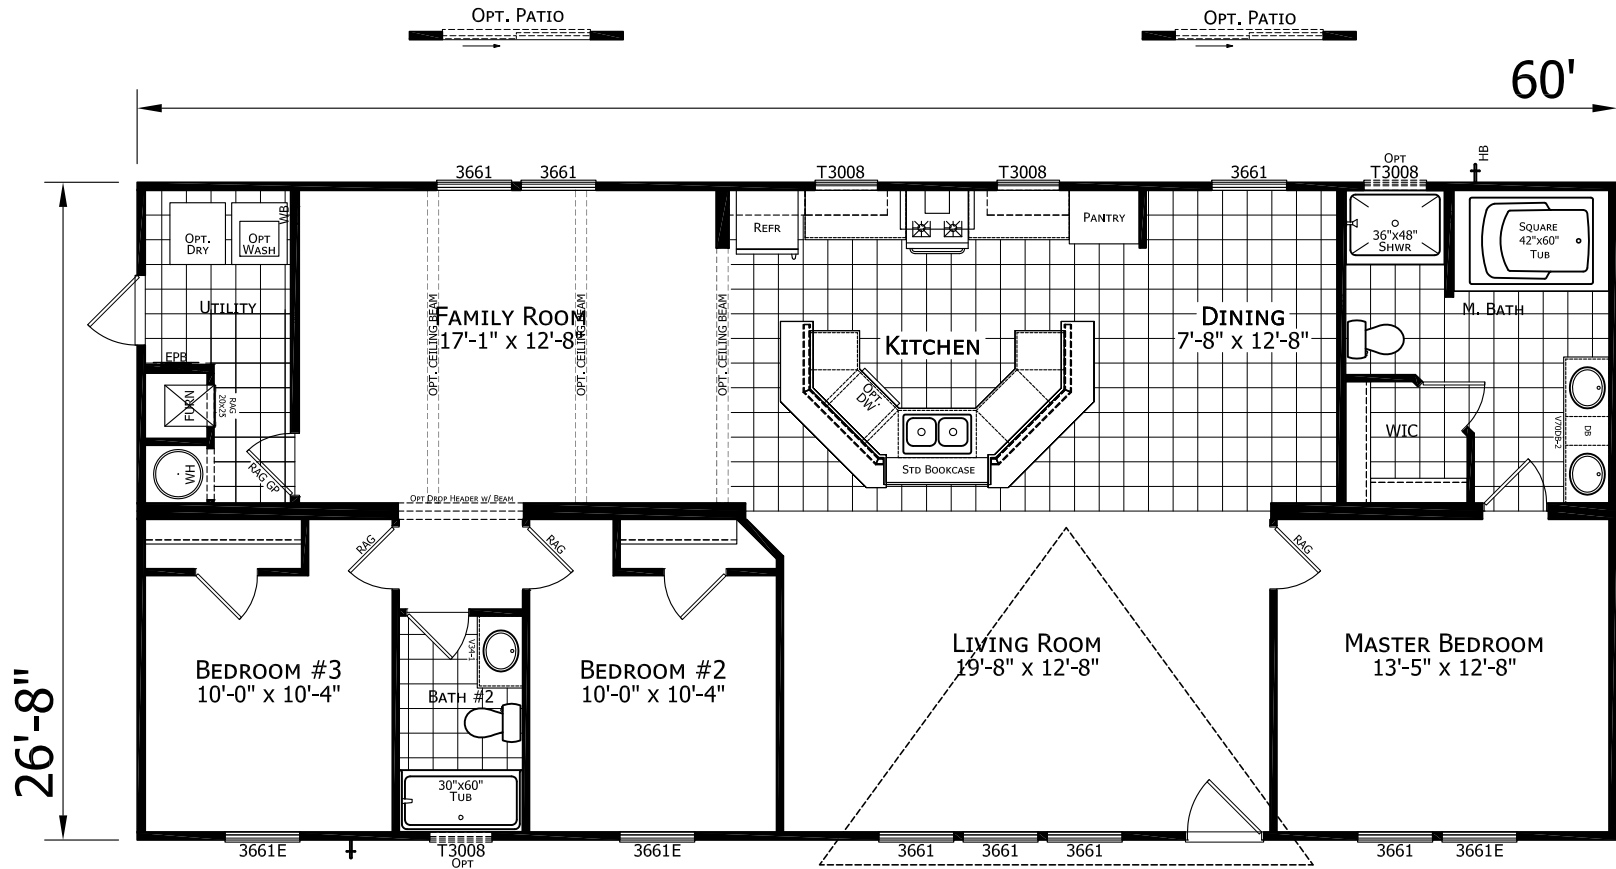 OPT. PATIO
OPT. PATIO
60'
26'-8"
3661
3661
T3008
T3008
3661
OPT
T3008
HB
OPT.
DRY
OPT
WASH
WB
UTILITY
EPB
FURN
RAG
20x25
WH
RAG GP
FAMILY ROOM
17'-1" X 12'-8"
OPT. CEILING BEAM
OPT. CEILING BEAM
OPT. CEILING BEAM
OPT DROP HEADER W/ BEAM
REFR
PANTRY
KITCHEN
OPT.
DW
STD BOOKCASE
DINING
7'-8" X 12'-8"
36"x48"
SHWR
SQUARE
42"x60"
TUB
M. BATH
WIC
V70DB-2
DB
RAG
RAG
RAG
BEDROOM #3
10'-0" X 10'-4"
V34-1
BATH #2
30"x60"
TUB
BEDROOM #2
10'-0" X 10'-4"
LIVING ROOM
19'-8" X 12'-8"
MASTER BEDROOM
13'-5" X 12'-8"
3661E
T3008
OPT
3661E
3661
3661
3661
3661
3661E